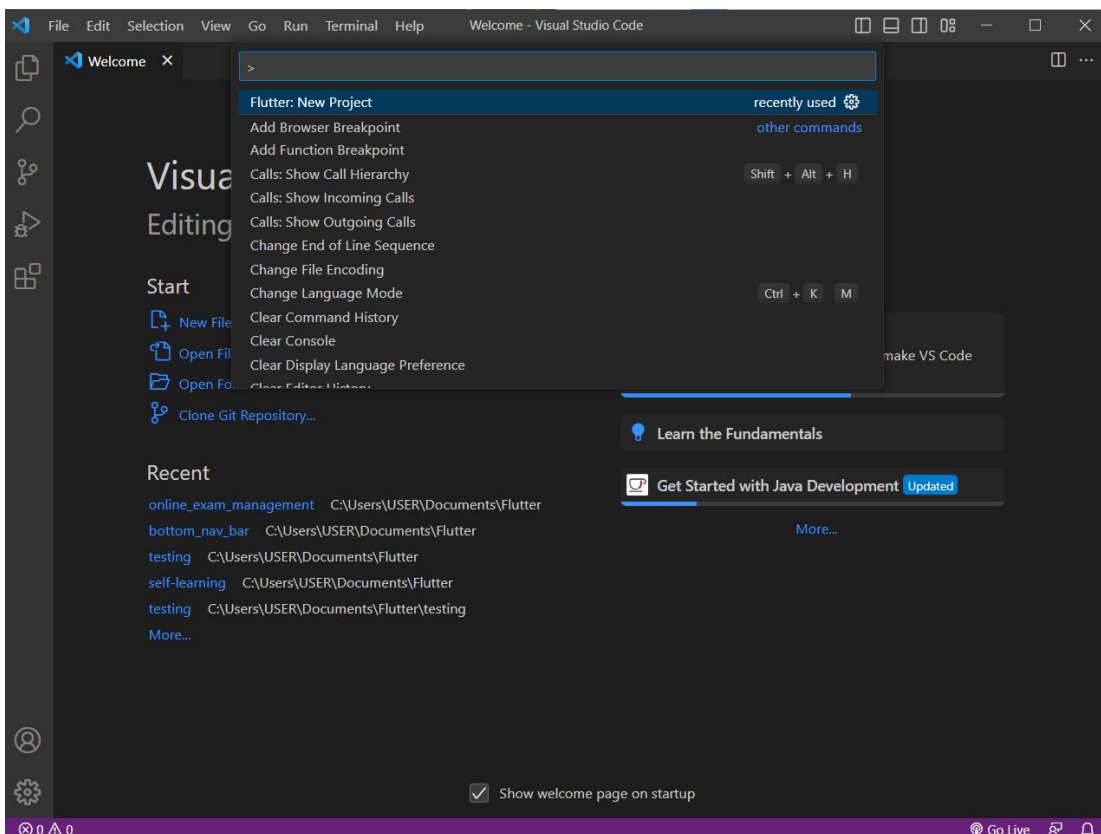 File Edit Selection View Go Run Terminal Help Welcome - Visual Studio Code
Welcome
>
Flutter: New Project recently used
Add Browser Breakpoint other commands
Add Function Breakpoint
Calls: Show Call Hierarchy Shift + Alt + H
Calls: Show Incoming Calls
Calls: Show Outgoing Calls
Change End of Line Sequence
Change File Encoding
Change Language Mode Ctrl + K M
Clear Command History
Clear Console
Clear Display Language Preference
Clear Editor History
Visua
Editing
Start
New File
Open Fil
Open Fo
Clone Git Repository...
Recent
online_exam_management C:\Users\USER\Documents\Flutter
bottom_nav_bar C:\Users\USER\Documents\Flutter
testing C:\Users\USER\Documents\Flutter
self-learning C:\Users\USER\Documents\Flutter
testing C:\Users\USER\Documents\Flutter\testing
More...
make VS Code
Learn the Fundamentals
Get Started with Java Development Updated
More...
Show welcome page on startup
0 0 Go Live